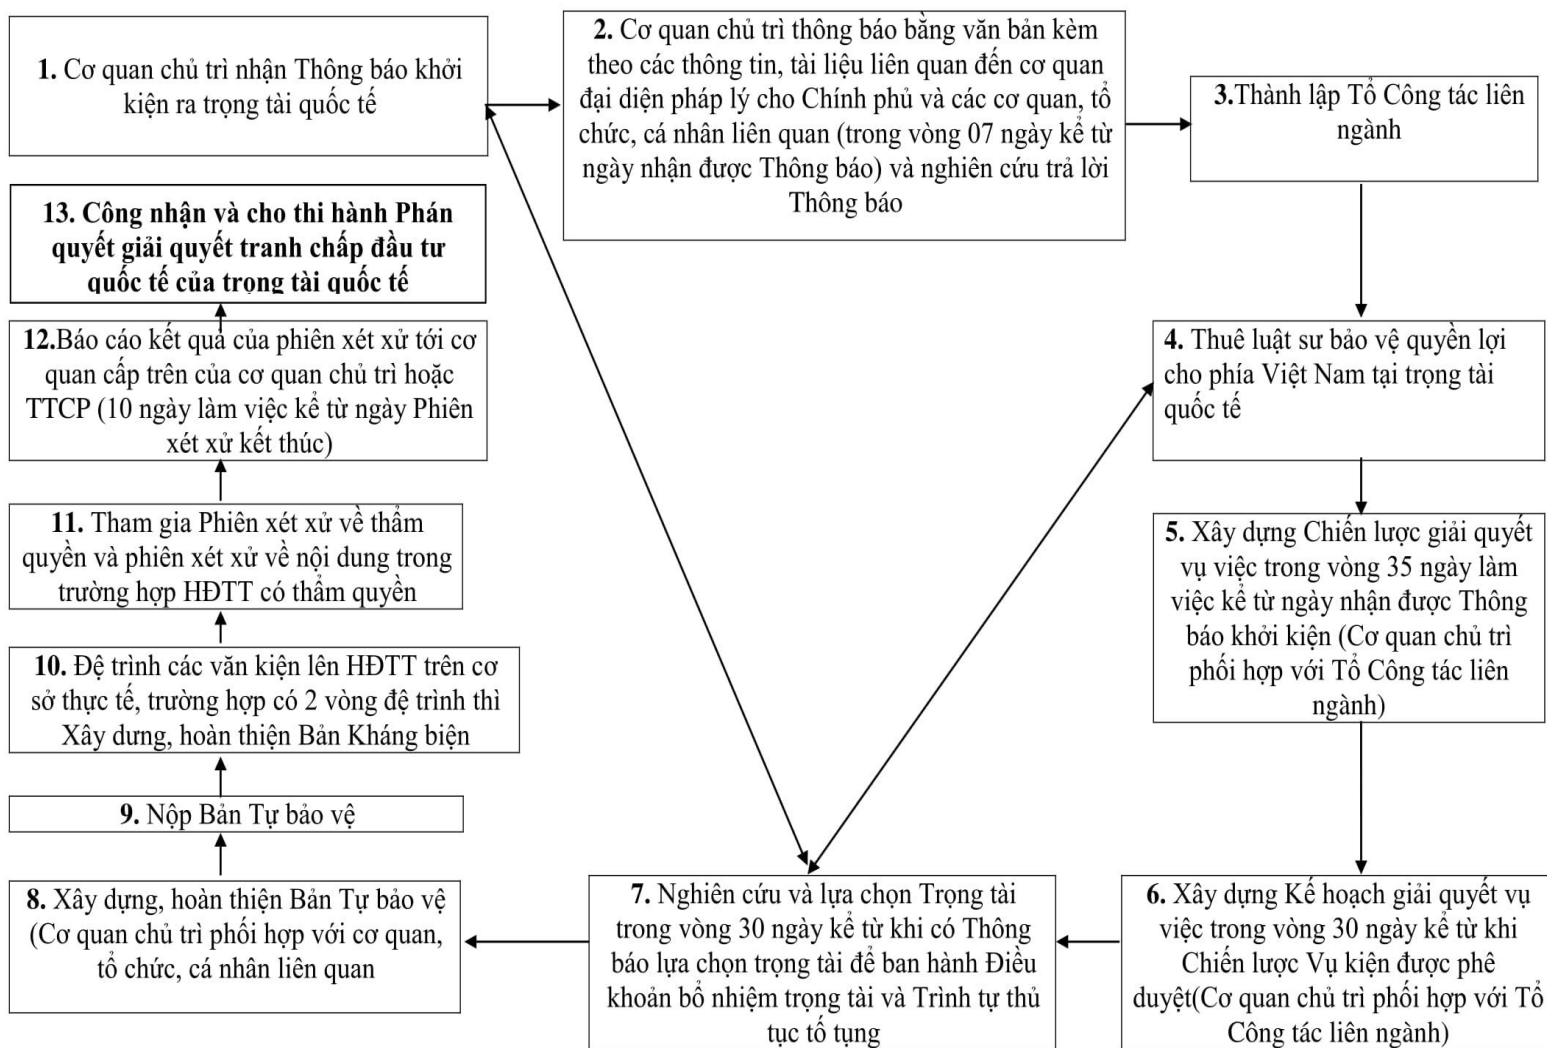 1. Cơ quan chủ trì nhận Thông báo khởi
kiện ra trọng tài quốc tế
2. Cơ quan chủ trì thông báo bằng văn bản kèm
theo các thông tin, tài liệu liên quan đến cơ quan
đại diện pháp lý cho Chính phủ và các cơ quan, tổ
chức, cá nhân liên quan (trong vòng 07 ngày kể từ
ngày nhận được Thông báo) và nghiên cứu trả lời
Thông báo
3.Thành lập Tổ Công tác liên
ngành
4. Thuê luật sư bảo vệ quyền lợi
cho phía Việt Nam tại trọng tài
quốc tế
5. Xây dựng Chiến lược giải quyết
vụ việc trong vòng 35 ngày làm
việc kể từ ngày nhận được Thông
báo khởi kiện (Cơ quan chủ trì
phối hợp với Tổ Công tác liên
ngành)
6. Xây dựng Kế hoạch giải quyết vụ
việc trong vòng 30 ngày kể từ khi
Chiến lược Vụ kiện được phê
duyệt(Cơ quan chủ trì phối hợp với Tổ
Công tác liên ngành)
7. Nghiên cứu và lựa chọn Trọng tài
trong vòng 30 ngày kể từ khi có Thông
báo lựa chọn trọng tài để ban hành Điều
khoản bổ nhiệm trọng tài và Trình tự thủ
tục tố tụng
8. Xây dựng, hoàn thiện Bản Tự bảo vệ
(Cơ quan chủ trì phối hợp với cơ quan,
tổ chức, cá nhân liên quan
9. Nộp Bản Tự bảo vệ
10. Đệ trình các văn kiện lên HĐTT trên cơ
sở thực tế, trường hợp có 2 vòng đệ trình thì
Xây dưng, hoàn thiện Bản Kháng biện
11. Tham gia Phiên xét xử về thẩm
quyền và phiên xét xử về nội dung trong
trường hợp HĐTT có thẩm quyền
12.Báo cáo kết quả của phiên xét xử tới cơ
quan cấp trên của cơ quan chủ trì hoặc
TTCP (10 ngày làm việc kể từ ngày Phiên
xét xử kết thúc)
13. Công nhận và cho thi hành Phán
quyết giải quyết tranh chấp đầu tư
quốc tế của trọng tài quốc tế